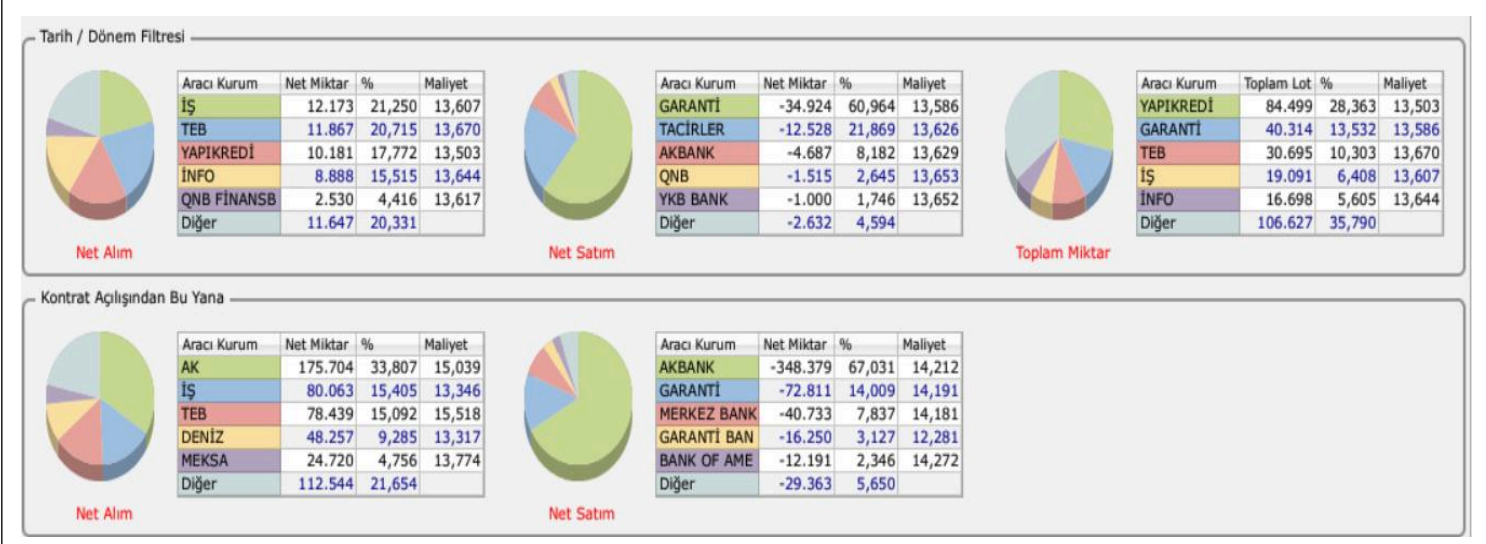 Tarih / Dönem Filtresi
Aracı Kurum Net Miktar % Maliyet
İŞ 12.173 21,250 13,607
TEB 11.867 20,715 13,670
YAPIKREDİ 10.181 17,772 13,503
İNFO 8.888 15,515 13,644
QNB FİNANSB 2.530 4,416 13,617
Diğer 11.647 20,331
Net Alım
Aracı Kurum Net Miktar % Maliyet
GARANTİ -34.924 60,964 13,586
TACİRLER -12.528 21,869 13,626
AKBANK -4.687 8,182 13,629
QNB -1.515 2,645 13,653
YKB BANK -1.000 1,746 13,652
Diğer -2.632 4,594
Net Satım
Aracı Kurum Toplam Lot % Maliyet
YAPIKREDİ 84.499 28,363 13,503
GARANTİ 40.314 13,532 13,586
TEB 30.695 10,303 13,670
İŞ 19.091 6,408 13,607
İNFO 16.698 5,605 13,644
Diğer 106.627 35,790
Toplam Miktar
Kontrat Açılışından Bu Yana
Aracı Kurum Net Miktar % Maliyet
AK 175.704 33,807 15,039
İŞ 80.063 15,405 13,346
TEB 78.439 15,092 15,518
DENİZ 48.257 9,285 13,317
MEKSA 24.720 4,756 13,774
Diğer 112.544 21,654
Net Alım
Aracı Kurum Net Miktar % Maliyet
AKBANK -348.379 67,031 14,212
GARANTİ -72.811 14,009 14,191
MERKEZ BANK -40.733 7,837 14,181
GARANTİ BAN -16.250 3,127 12,281
BANK OF AME -12.191 2,346 14,272
Diğer -29.363 5,650
Net Satım